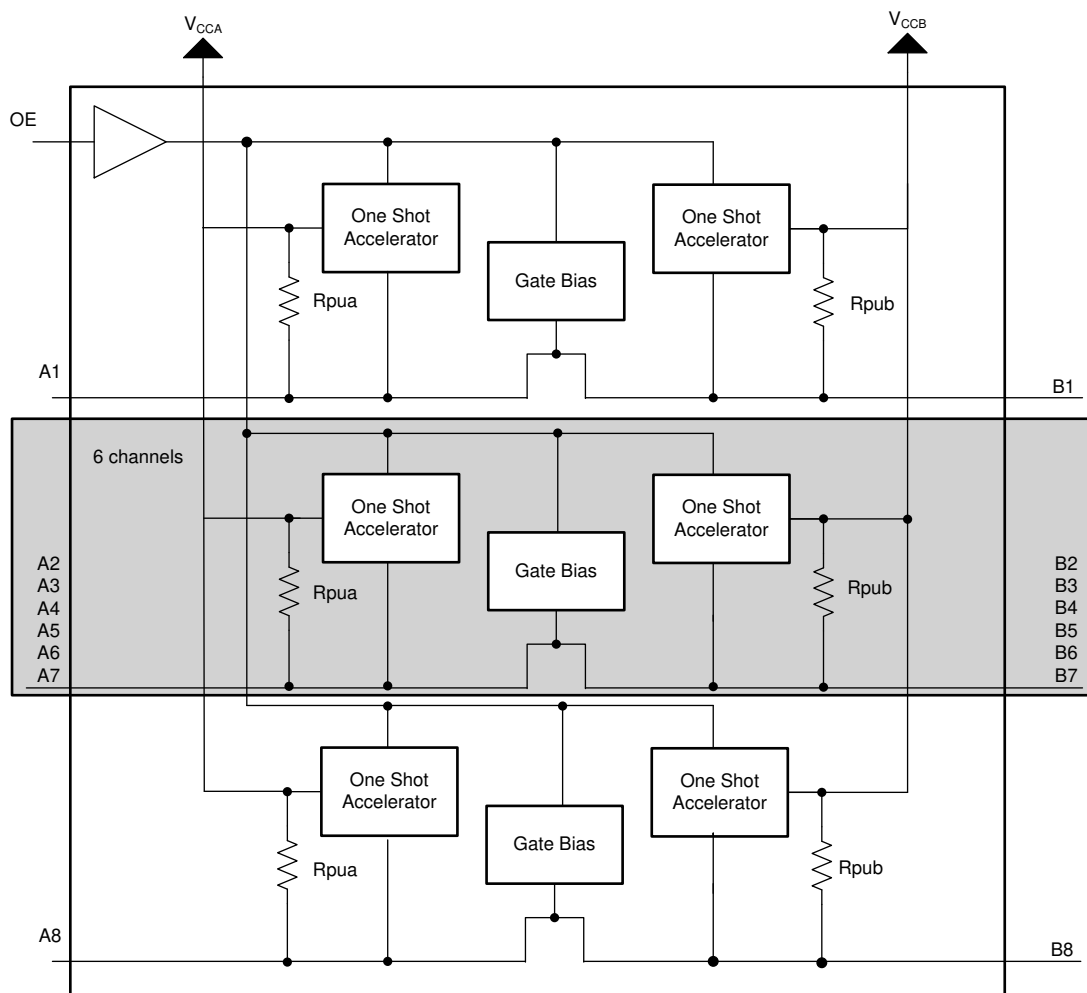 VCCA
VCCB
OE
One Shot
Accelerator
One Shot
Accelerator
Gate Bias
Rpua
Rpub
A1
B1
6 channels
One Shot
Accelerator
One Shot
Accelerator
Gate Bias
Rpua
Rpub
A2
A3
A4
A5
A6
A7
B2
B3
B4
B5
B6
B7
One Shot
Accelerator
One Shot
Accelerator
Gate Bias
Rpua
Rpub
A8
B8